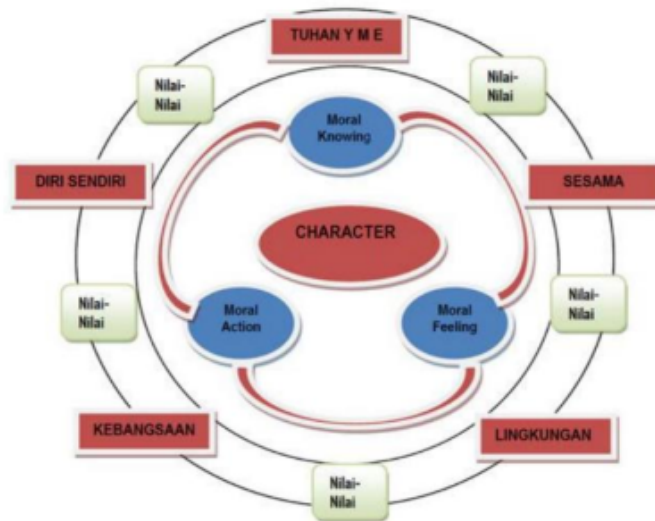 TUHAN Y M E
Nilai-
Nilai
Nilai-
Nilai
Moral
Knowing
DIRI SENDIRI
SESAMA
CHARACTER
Nilai-
Nilai
Moral
Action
Moral
Feeling
Nilai-
Nilai
KEBANGSAAN
LINGKUNGAN
Nilai-
Nilai